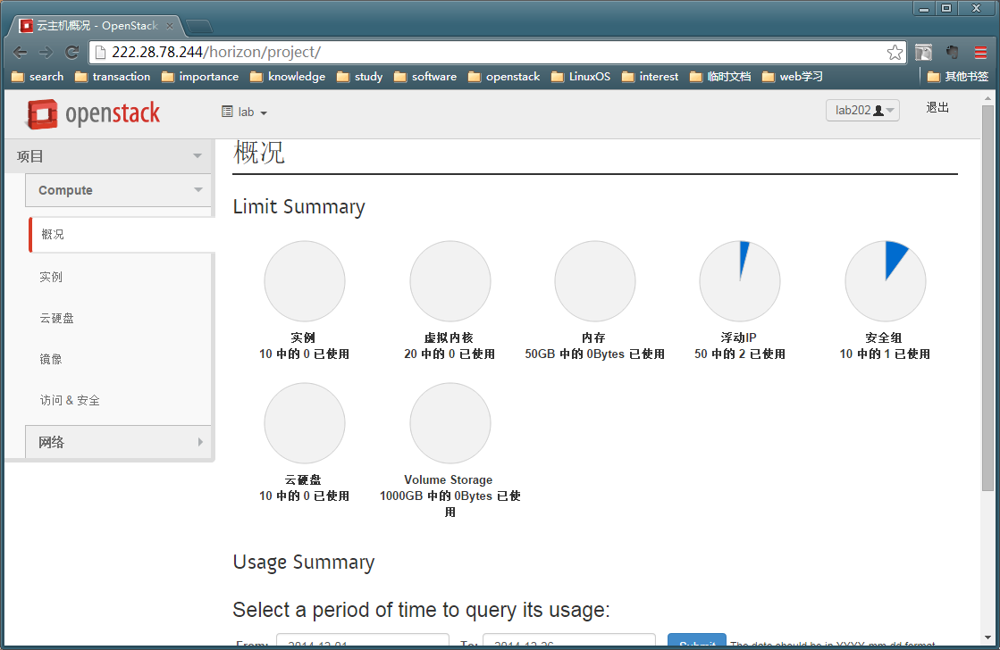 云主机概况 - OpenStack
222.28.78.244/horizon/project/
search transaction importance knowledge study software openstack LinuxOS interest 临时文档 web学习 其他书签
openstack lab lab202 退出
项目
Compute
概况
实例
云硬盘
镜像
访问 & 安全
网络
概况
Limit Summary
实例
10 中的 0 已使用
虚拟内核
20 中的 0 已使用
内存
50GB 中的 0Bytes 已使用
浮动IP
50 中的 2 已使用
安全组
10 中的 1 已使用
云硬盘
10 中的 0 已使用
Volume Storage
1000GB 中的 0Bytes 已使
用
Usage Summary
Select a period of time to query its usage:
From: 2014-12-01 To: 2014-12-26 Submit The date should be in YYYY-mm-dd format.